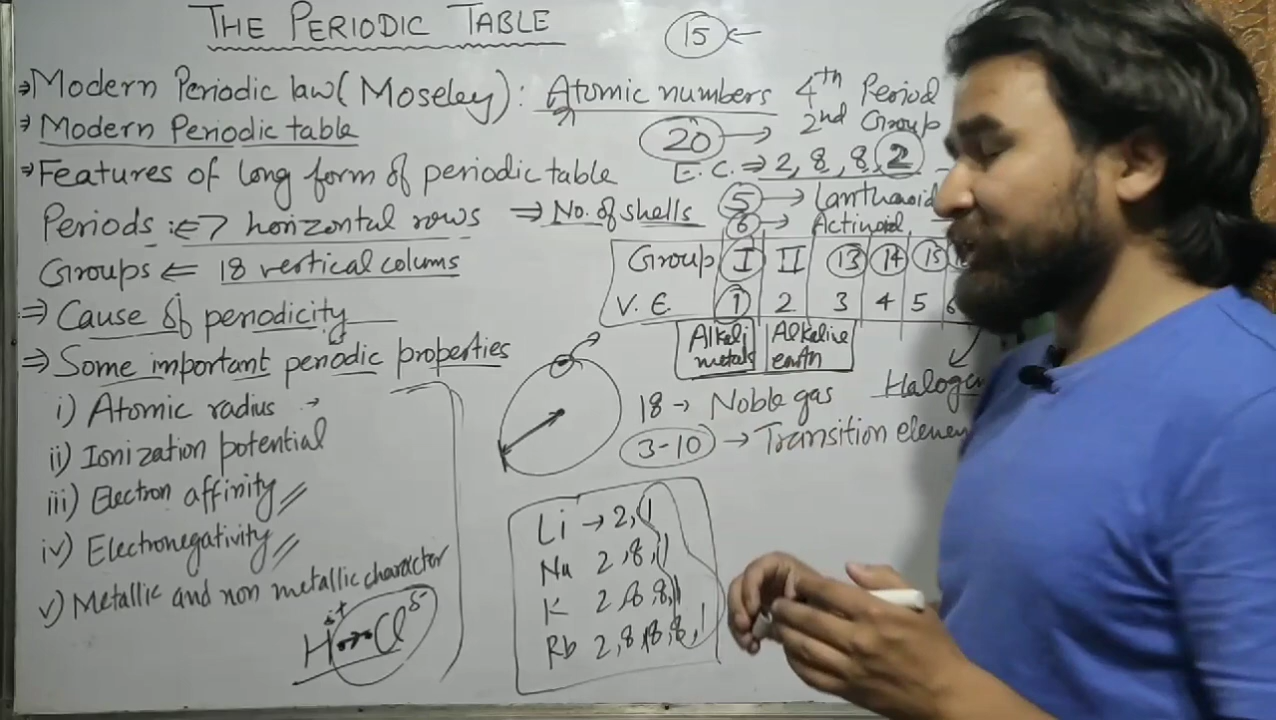 THE PERIODIC TABLE
15 ←
⇒ Modern Periodic law (Moseley): Atomic numbers
4th Period
2nd Group
⇒ Modern Periodic table
20 →
E.C. ⇒ 2, 8, 8, 2
⇒ Features of long form of periodic table
Periods : ⇐ 7 horizontal rows ⇒ No. of shells
5 → Lanthanoid
6 → Actinoid
Groups ⇐ 18 vertical colums
Group I II 13 14 15
V. E. 1 2 3 4 5 6
Alkeli metals
Alkeline earth
Halogen
⇒ Cause of periodicity
⇒ Some important periodic properties
i) Atomic radius →
ii) Ionization potential
iii) Electron affinity
iv) Electronegativity
v) Metallic and non metallic character
H δ+ Cl δ-
18 → Noble gas
3-10 → Transition elemen
Li → 2, 1
Na 2, 8, 1
K 2, 8, 8, 1
Rb 2, 8, 18, 8, 1